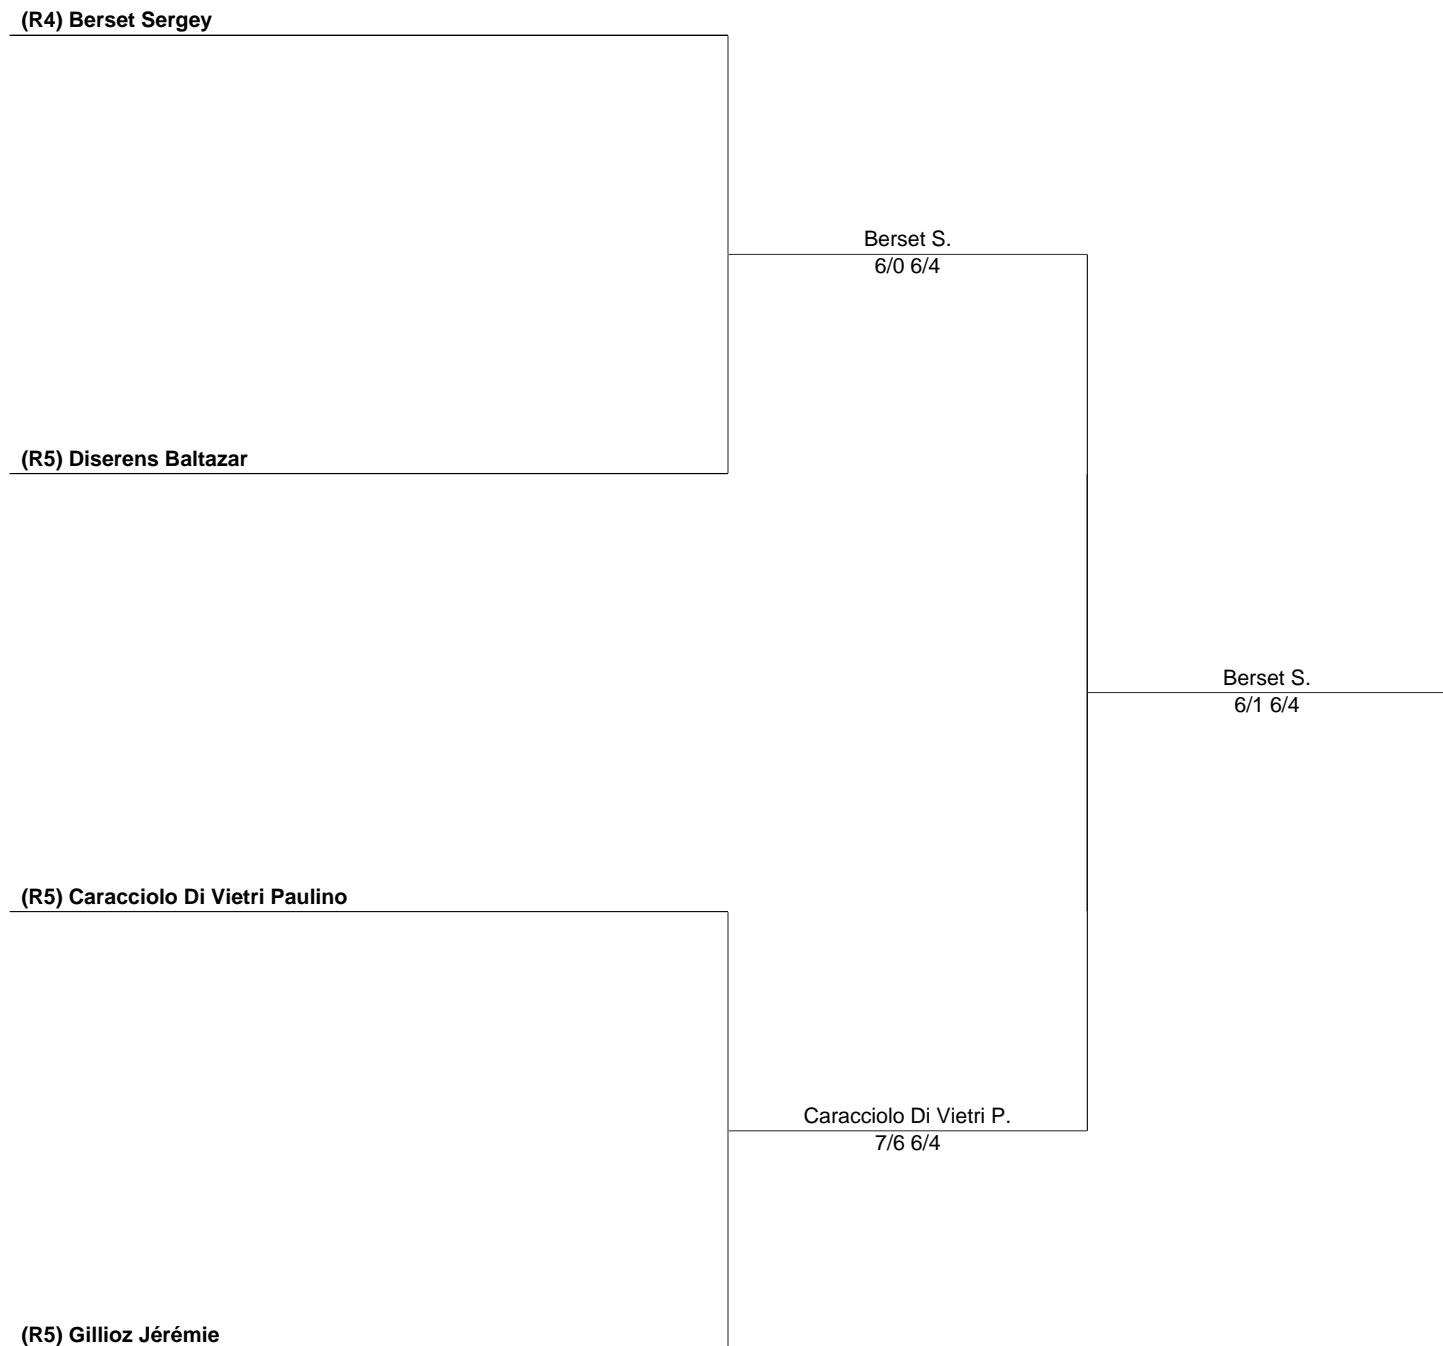 (R4) Berset Sergey
Berset S.
6/0 6/4
(R5) Diserens Baltazar
Berset S.
6/1 6/4
(R5) Caracciolo Di Vietri Paulino
Caracciolo Di Vietri P.
7/6 6/4
(R5) Gillioz Jérémie